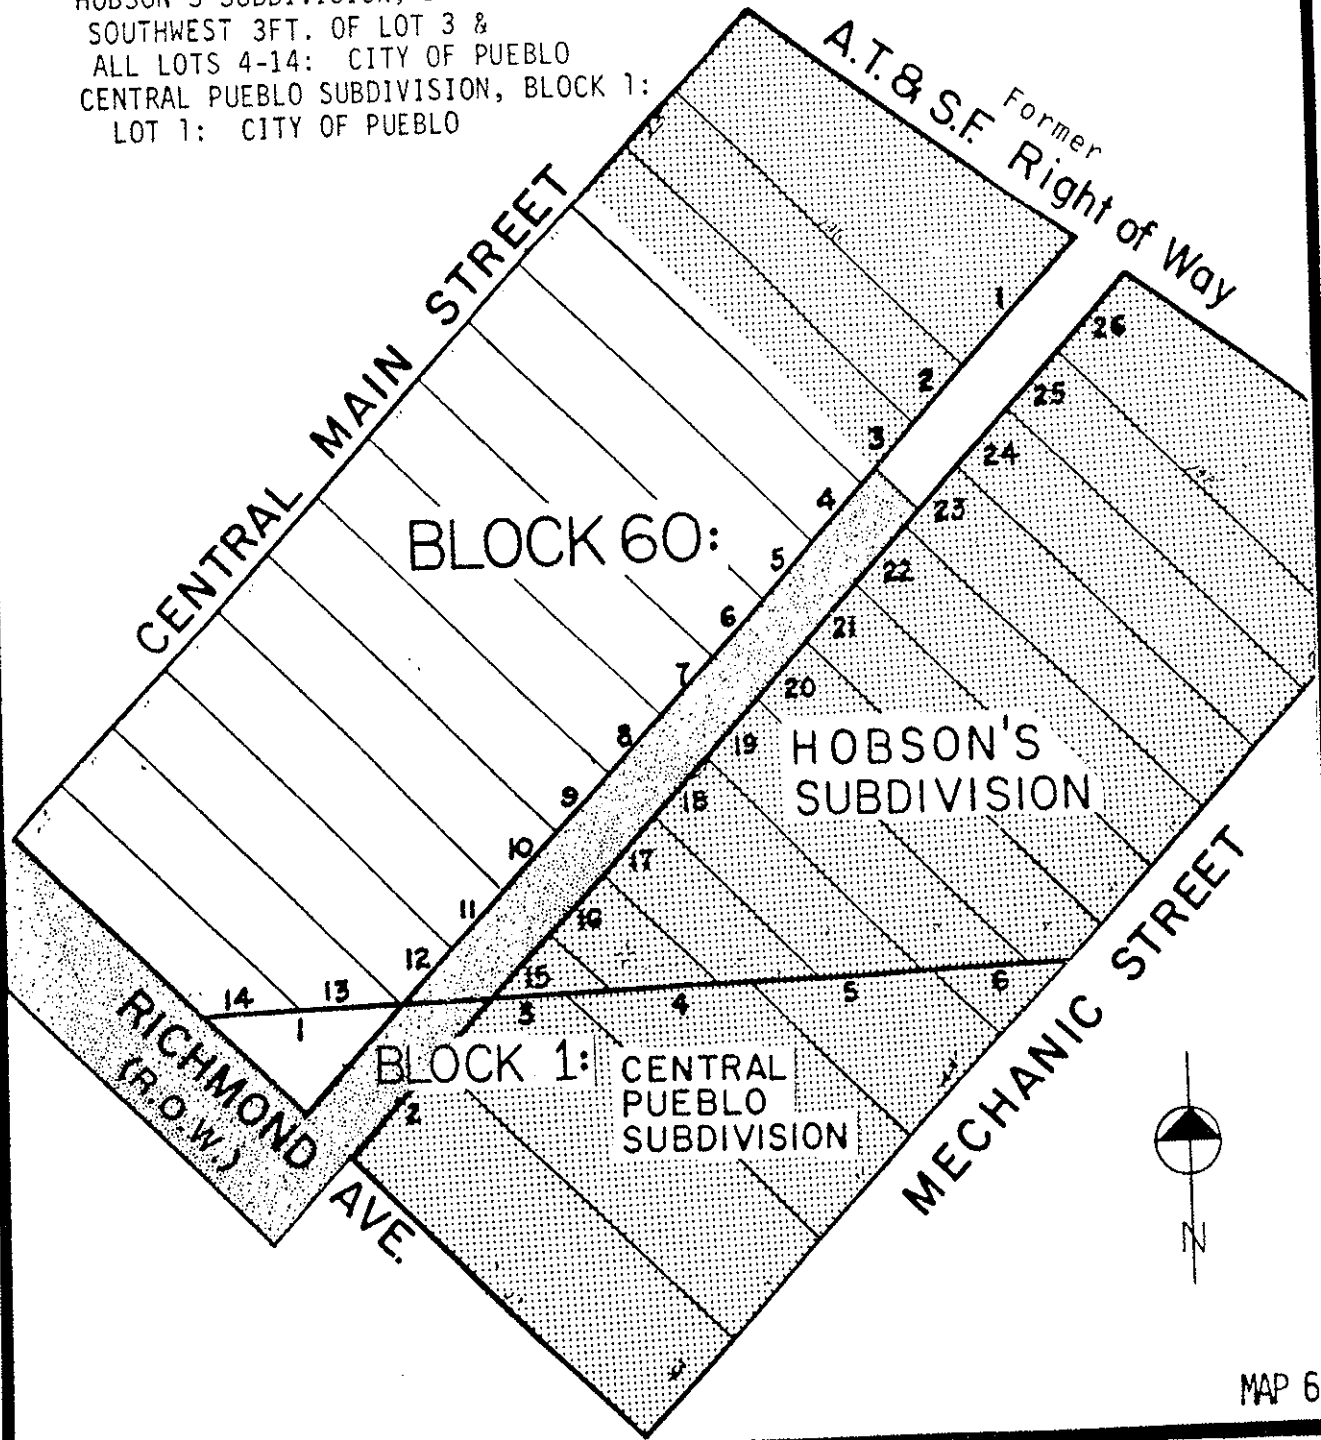 HOBSON'S SUBDIVISION,
SOUTHWEST 3FT. OF LOT 3 &
ALL LOTS 4-14: CITY OF PUEBLO
CENTRAL PUEBLO SUBDIVISION, BLOCK 1:
LOT 1: CITY OF PUEBLO
A.T. & S.F. Right of Way
Former
CENTRAL MAIN STREET
1
2
3
4
5
6
7
8
9
10
11
12
13
14
26
25
24
23
22
21
20
19
18
17
16
15
BLOCK 60:
HOBSON'S
SUBDIVISION
1
2
3
4
5
6
BLOCK 1:
CENTRAL
PUEBLO
SUBDIVISION
RICHMOND AVE.
(R.O.W.)
MECHANIC STREET
N
MAP 6